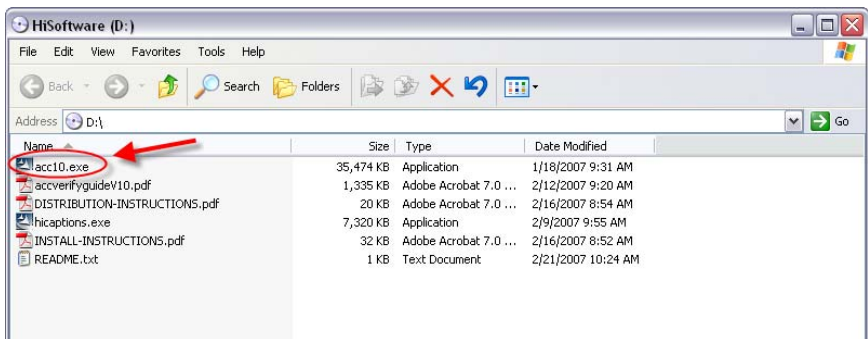 HiSoftware (D:)
File Edit View Favorites Tools Help
Back Search Folders
Address D:\ Go
Name Size Type Date Modified
acc10.exe 35,474 KB Application 1/18/2007 9:31 AM
accverifyguideV10.pdf 1,335 KB Adobe Acrobat 7.0 ... 2/12/2007 9:20 AM
DISTRIBUTION-INSTRUCTIONS.pdf 20 KB Adobe Acrobat 7.0 ... 2/16/2007 8:54 AM
hicaptions.exe 7,320 KB Application 2/9/2007 9:55 AM
INSTALL-INSTRUCTIONS.pdf 32 KB Adobe Acrobat 7.0 ... 2/16/2007 8:52 AM
README.txt 1 KB Text Document 2/21/2007 10:24 AM